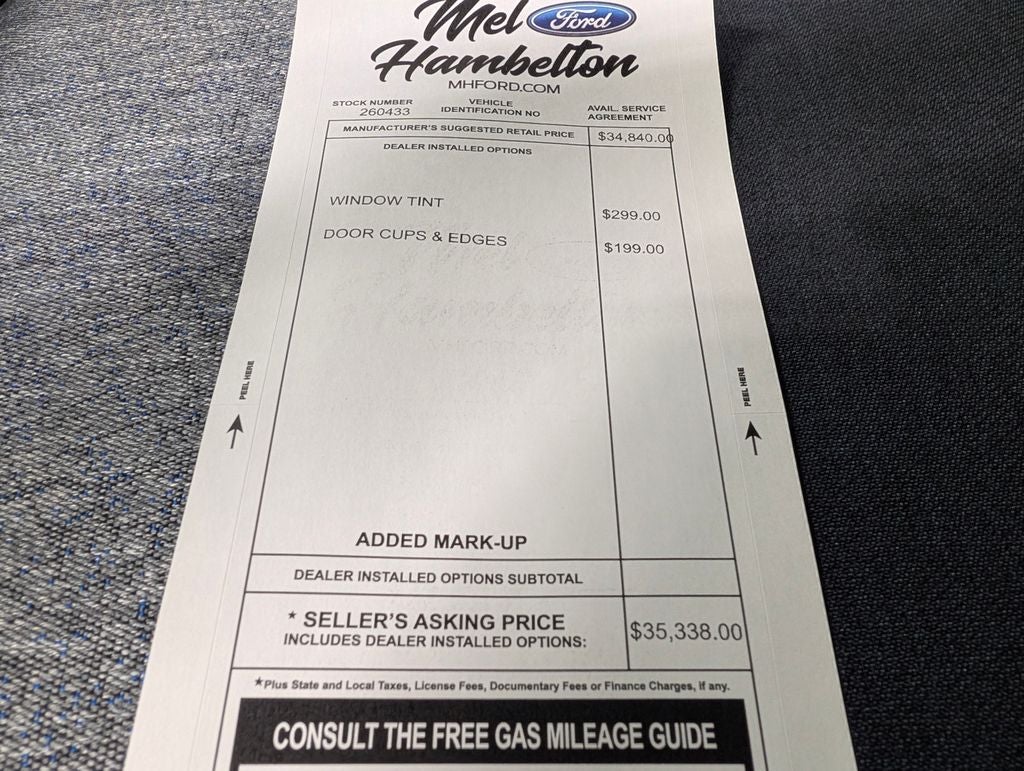 Mel Ford
Hambelton
MHFORD.COM
STOCK NUMBER
260433
VEHICLE
IDENTIFICATION NO
AVAIL. SERVICE
AGREEMENT
MANUFACTURER'S SUGGESTED RETAIL PRICE $34,840.00
DEALER INSTALLED OPTIONS
WINDOW TINT $299.00
DOOR CUPS & EDGES $199.00
PEEL HERE
PEEL HERE
ADDED MARK-UP
DEALER INSTALLED OPTIONS SUBTOTAL
* SELLER'S ASKING PRICE
INCLUDES DEALER INSTALLED OPTIONS: $35,338.00
*Plus State and Local Taxes, License Fees, Documentary Fees or Finance Charges, if any.
CONSULT THE FREE GAS MILEAGE GUIDE